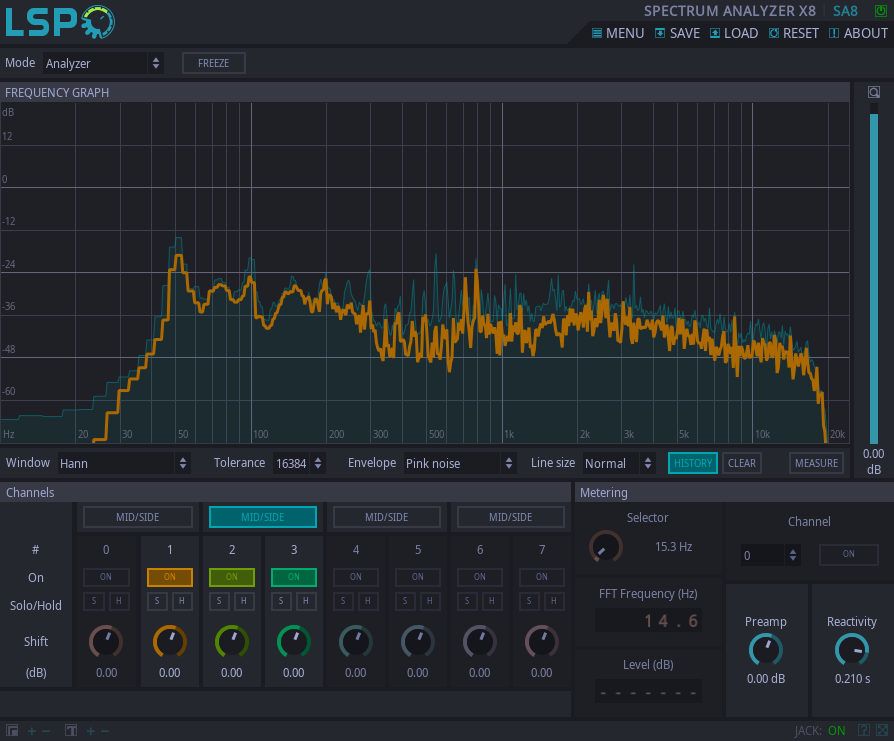 LSP SPECTRUM ANALYZER X8 SA8
MENU SAVE LOAD RESET ABOUT
Mode Analyzer FREEZE
FREQUENCY GRAPH
dB
12
0
-12
-24
-36
-48
-60
Hz 20 30 50 100 200 300 500 1k 2k 3k 5k 10k 20k
0.00
dB
Window Hann Tolerance 16384 Envelope Pink noise Line size Normal HISTORY CLEAR MEASURE
Channels
MID/SIDE MID/SIDE MID/SIDE MID/SIDE
# 0 1 2 3 4 5 6 7
On ON ON ON ON ON ON ON ON
Solo/Hold S H S H S H S H S H S H S H S H
Shift
(dB) 0.00 0.00 0.00 0.00 0.00 0.00 0.00 0.00
Metering
Selector
15.3 Hz
FFT Frequency (Hz)
14.6
Level (dB)
-------
Channel
0 ON
Preamp
0.00 dB
Reactivity
0.210 s
+ - T + - JACK: ON ?